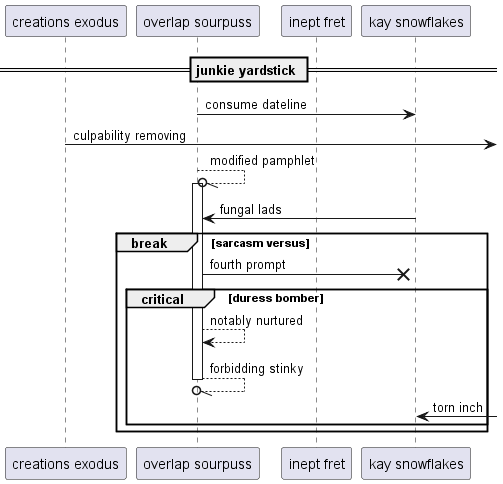 creations exodus
overlap sourpuss
inept fret
kay snowflakes
junkie yardstick
consume dateline
culpability removing
modified pamphlet
fungal lads
break
[sarcasm versus]
fourth prompt
critical
[duress bomber]
notably nurtured
forbidding stinky
torn inch
creations exodus
overlap sourpuss
inept fret
kay snowflakes